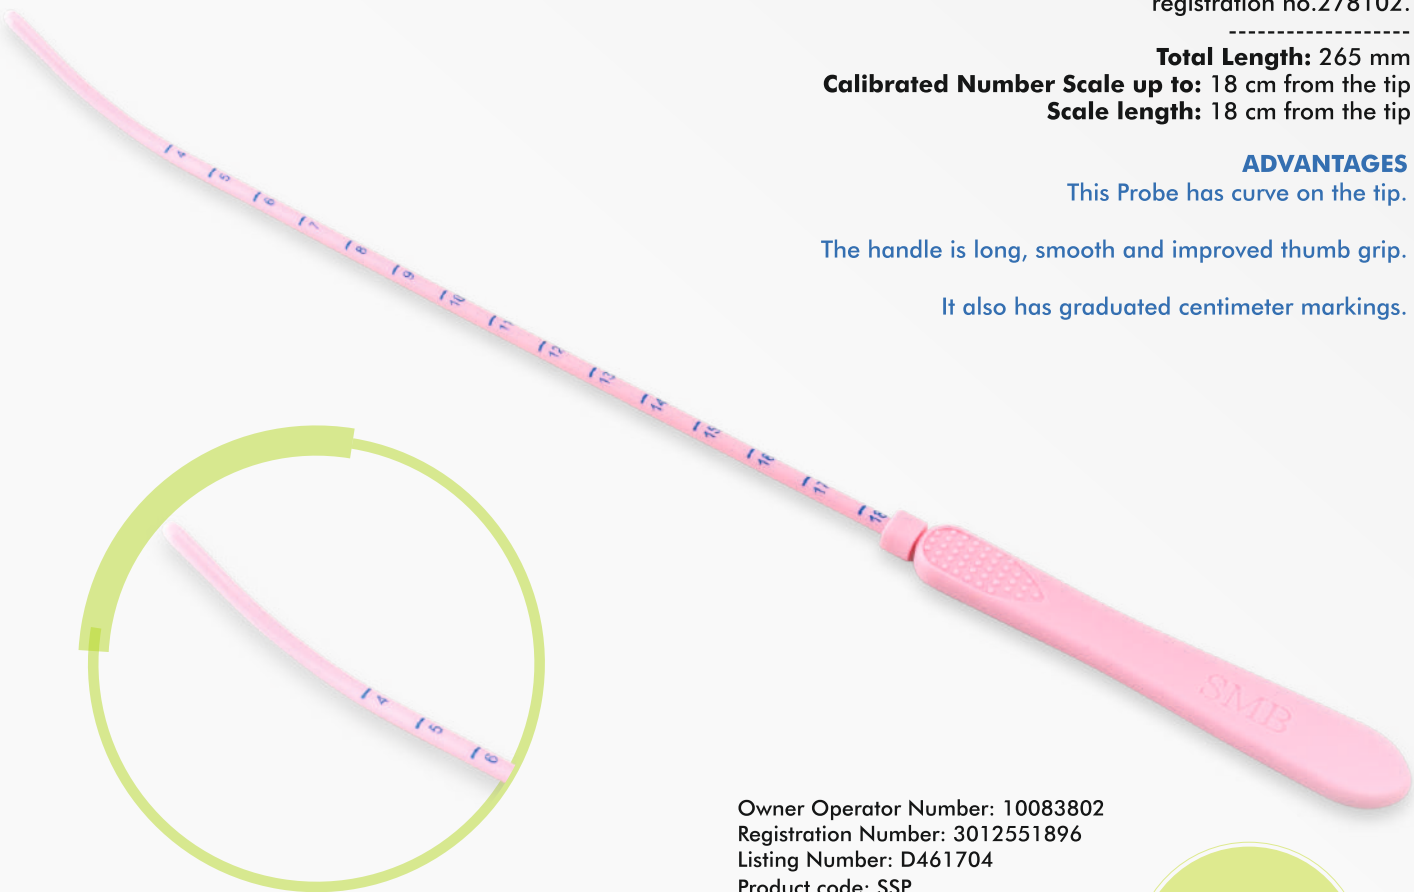 registration no.278102.
-------------------
Total Length: 265 mm
Calibrated Number Scale up to: 18 cm from the tip
Scale length: 18 cm from the tip
ADVANTAGES
This Probe has curve on the tip.
The handle is long, smooth and improved thumb grip.
It also has graduated centimeter markings.
4
5
6
7
8
9
10
11
12
13
14
15
16
17
18
SMB
4
5
6
Owner Operator Number: 10083802
Registration Number: 3012551896
Listing Number: D461704
Product code: SSP